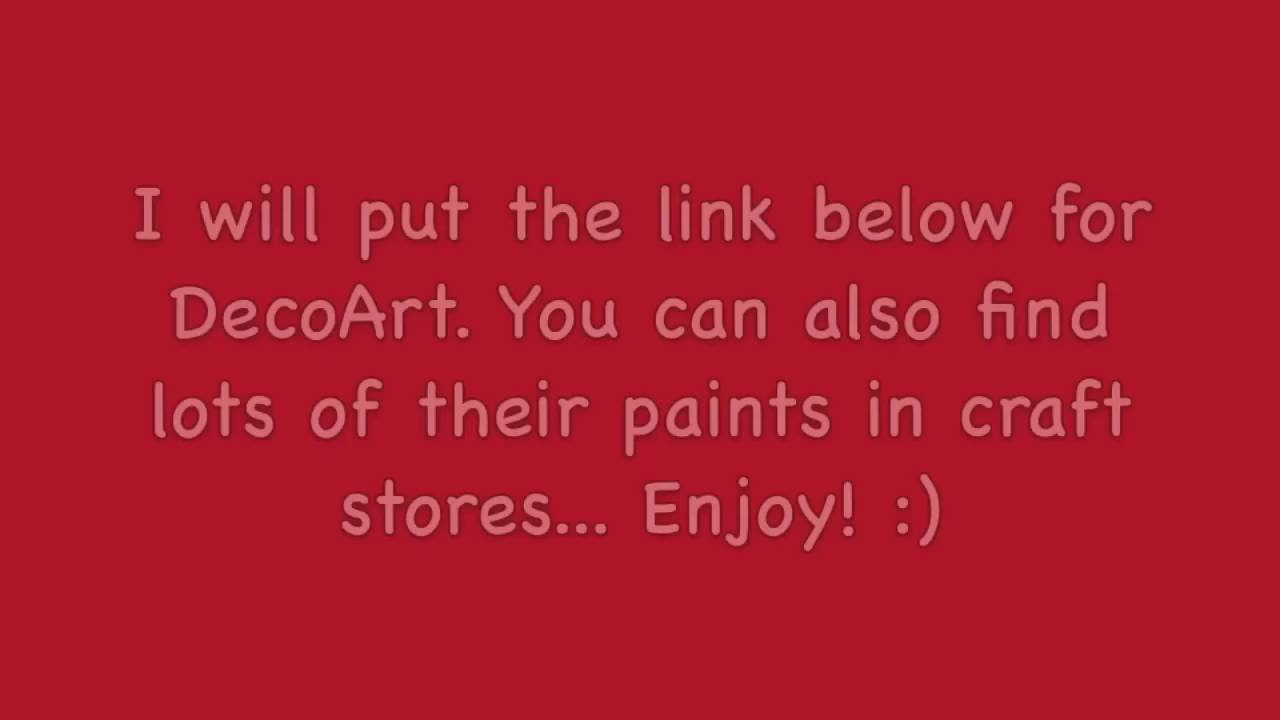 I will put the link below for
DecoArt. You can also find
lots of their paints in craft
stores... Enjoy! :)